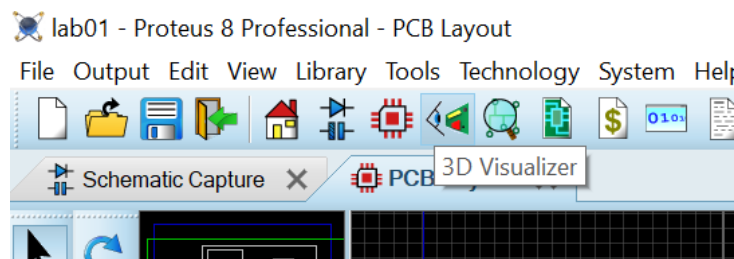 lab01 - Proteus 8 Professional - PCB Layout
File Output Edit View Library Tools Technology System Help
$ 0101
Schematic Capture
PCB
3D Visualizer